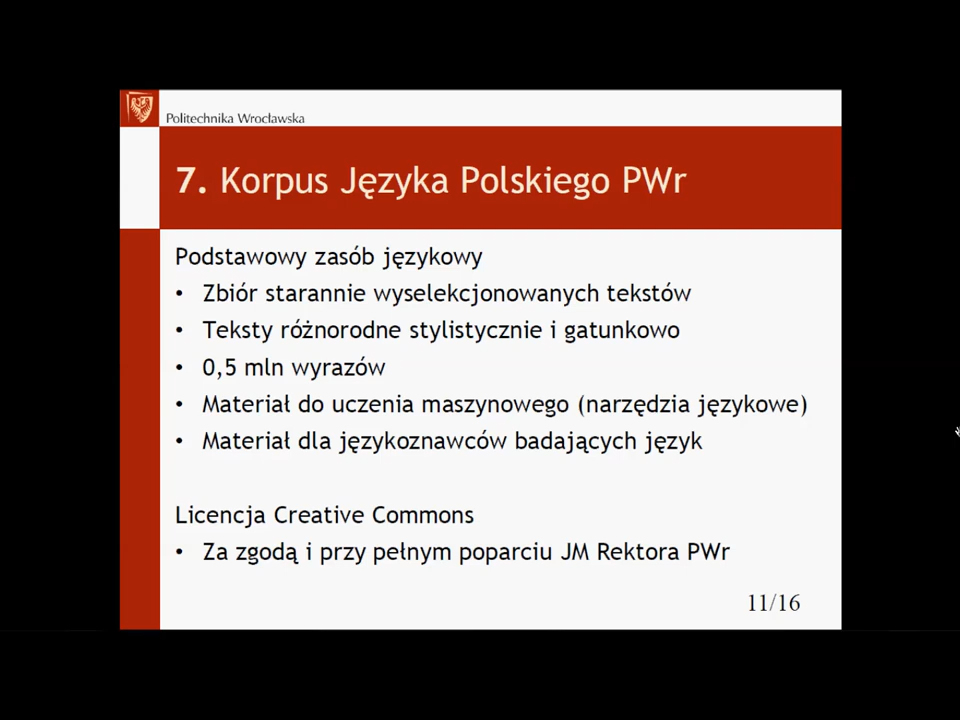 Politechnika Wrocławska
7. Korpus Języka Polskiego PWr
Podstawowy zasób językowy
• Zbiór starannie wyselekcjonowanych tekstów
• Teksty różnorodne stylistycznie i gatunkowo
• 0,5 mln wyrazów
• Materiał do uczenia maszynowego (narzędzia językowe)
• Materiał dla językoznawców badających język
Licencja Creative Commons
• Za zgodą i przy pełnym poparciu JM Rektora PWr
11/16